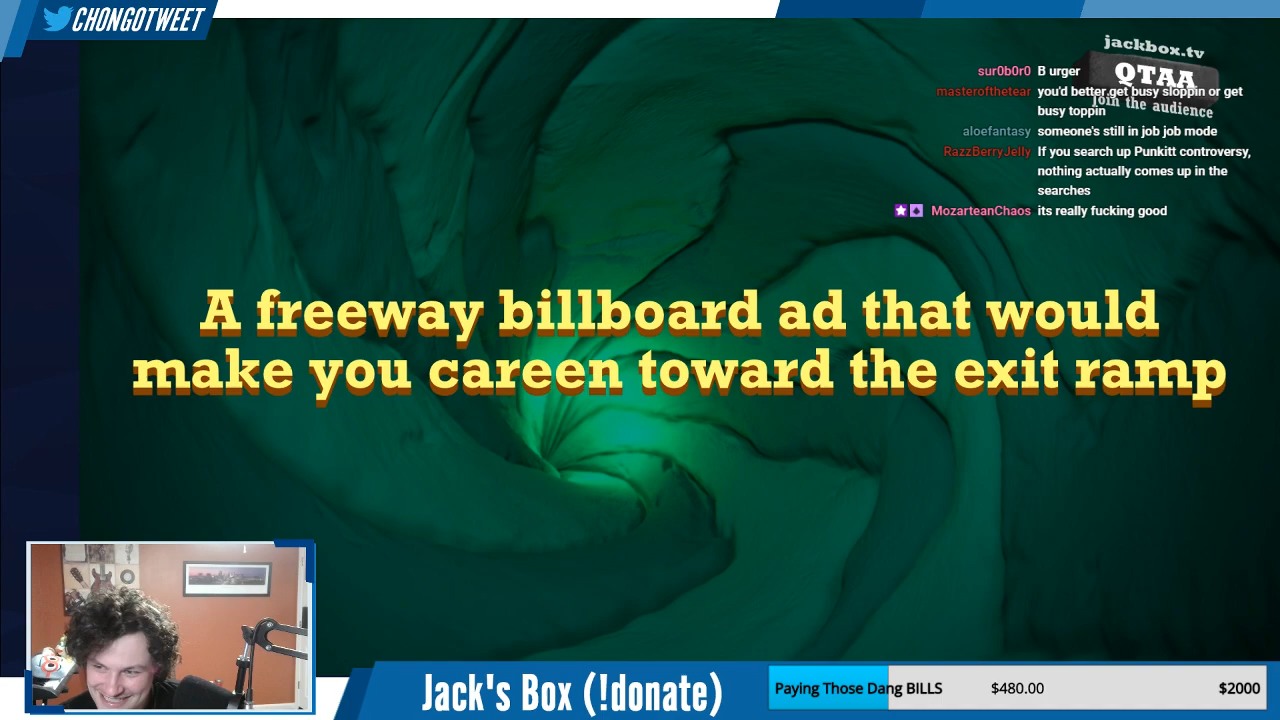 CHONGOTWEET
jackbox.tv
QTAA
join the audience
sur0b0r0 B urger
masterofthetear you'd better get busy sloppin or get
busy toppin
aloefantasy someone's still in job job mode
RazzBerryJelly If you search up Punkitt controversy,
nothing actually comes up in the
searches
MozarteanChaos its really fucking good
A freeway billboard ad that would
make you careen toward the exit ramp
Jack's Box (!donate)
Paying Those Dang BILLS $480.00 $2000